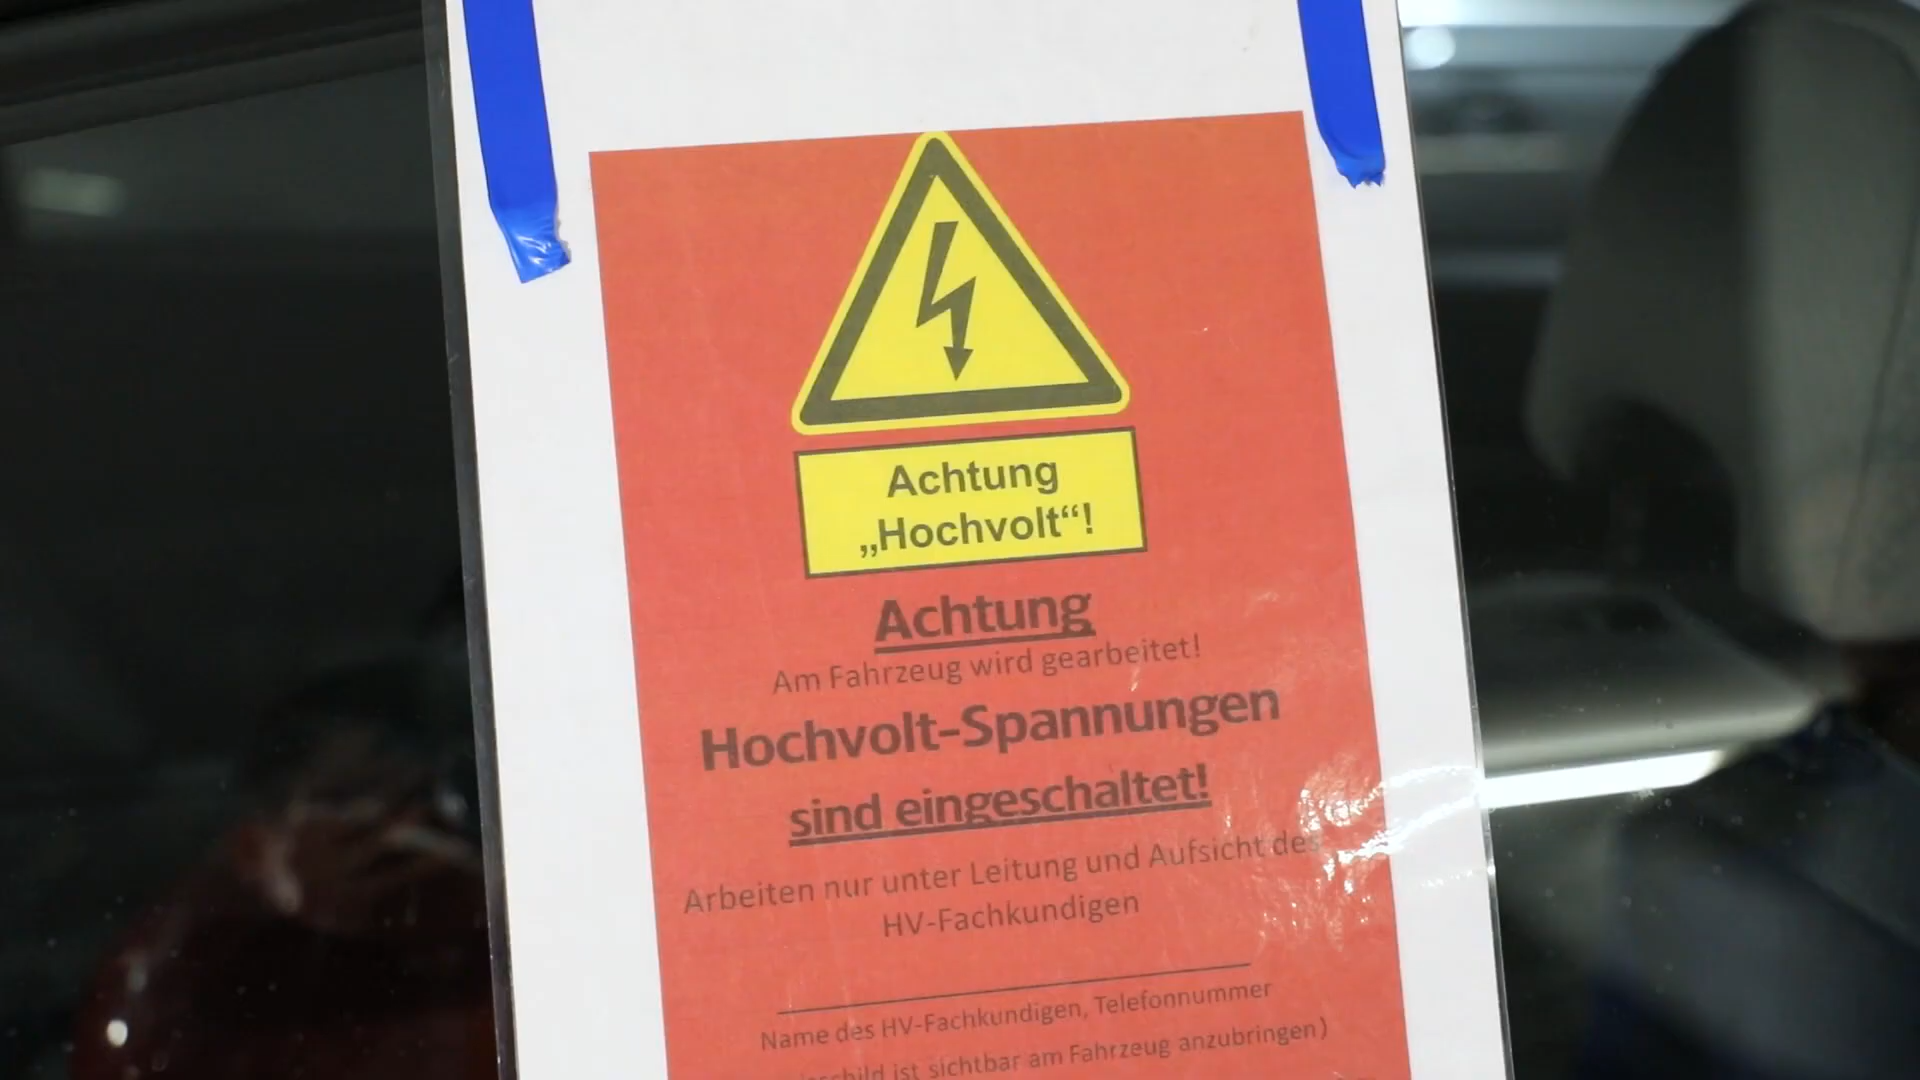 Achtung
„Hochvolt“!
Achtung
Am Fahrzeug wird gearbeitet!
Hochvolt-Spannungen
sind eingeschaltet!
Arbeiten nur unter Leitung und Aufsicht des
HV-Fachkundigen
Name des HV-Fachkundigen, Telefonnummer
ist sichtbar am Fahrzeug anzubringen)